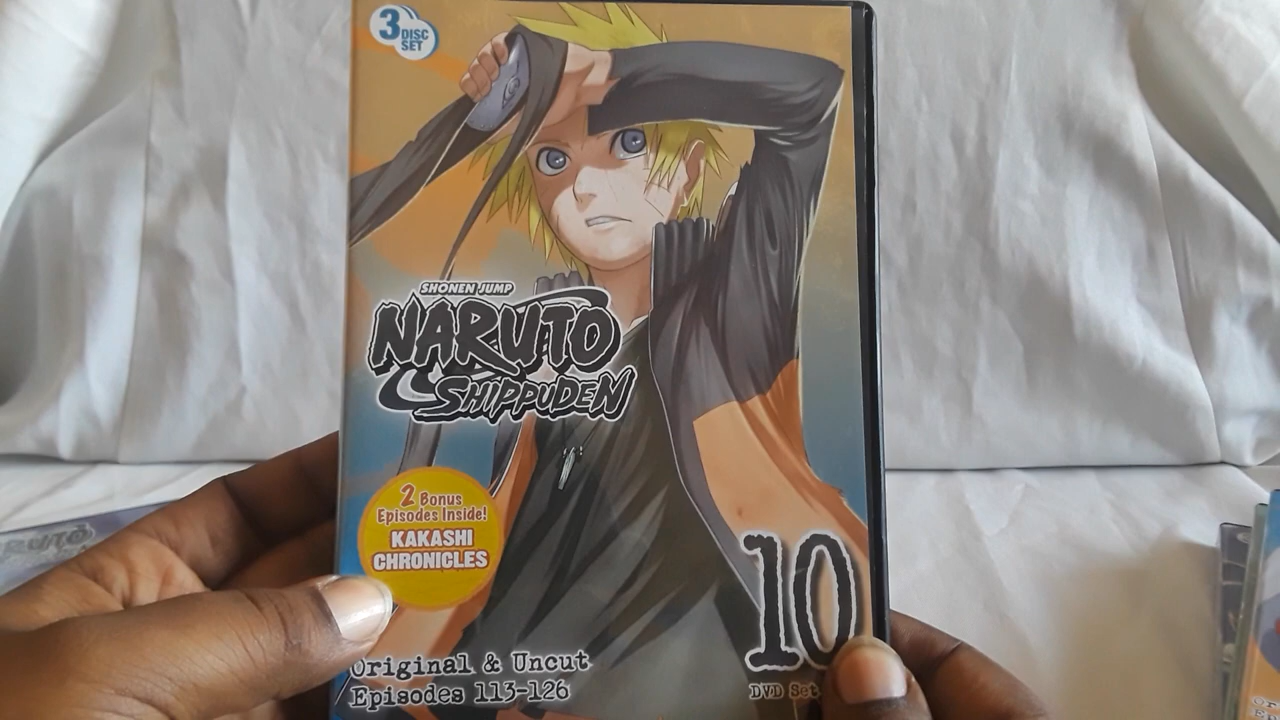 3
DISC
SET
SHONEN JUMP
NARUTO
SHIPPUDEN
2 Bonus
Episodes Inside!
KAKASHI
CHRONICLES
10
Original & Uncut
Episodes 113-126
DVD Set